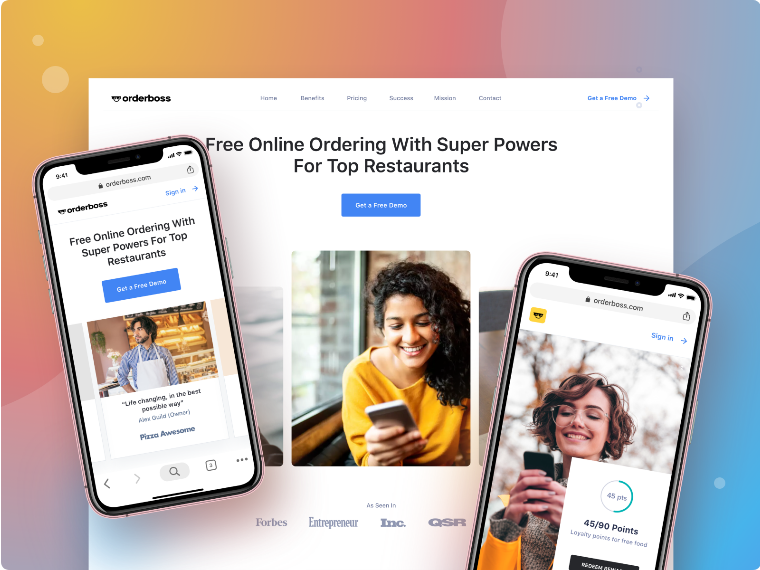 orderboss
Home
Benefits
Pricing
Success
Mission
Contact
Get a Free Demo
Free Online Ordering With Super Powers
For Top Restaurants
Get a Free Demo
As Seen In
Forbes
Entrepreneur
Inc.
QSR
9:41
orderboss.com
orderboss
Sign in
Free Online Ordering With
Super Powers For Top
Restaurants
Get a Free Demo
"Life changing, in the best
possible way"
Alex Guild (Owner)
Pizza Awesome
3
9:41
orderboss.com
Sign in
45 pts
45/90 Points
Loyalty points for free food